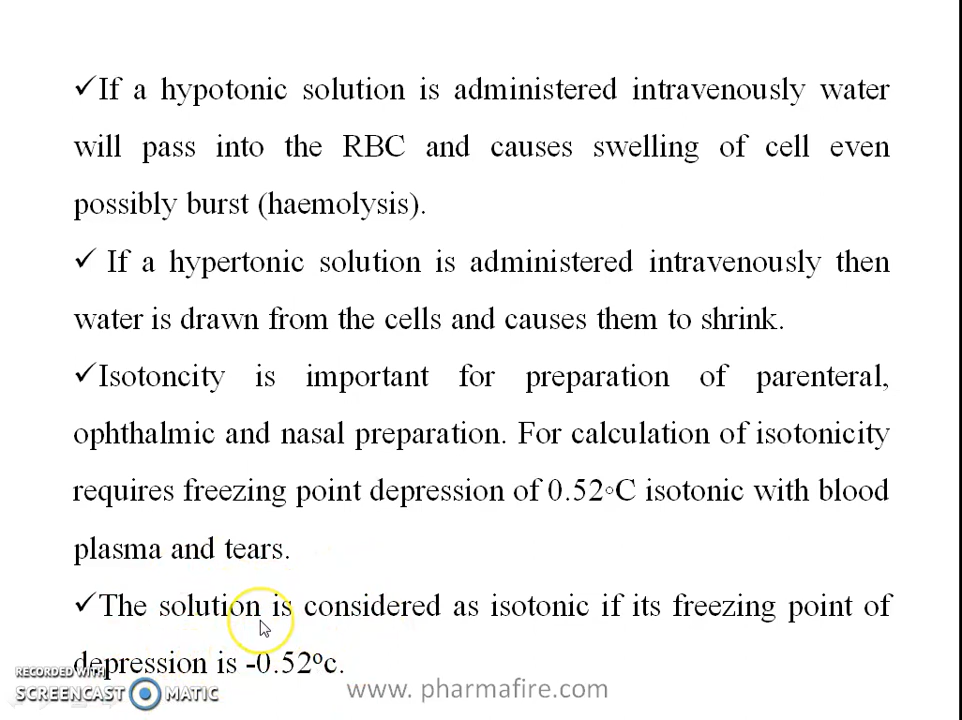 ✓If a hypotonic solution is administered intravenously water
will pass into the RBC and causes swelling of cell even
possibly burst (haemolysis).
✓ If a hypertonic solution is administered intravenously then
water is drawn from the cells and causes them to shrink.
✓Isotoncity is important for preparation of parenteral,
ophthalmic and nasal preparation. For calculation of isotonicity
requires freezing point depression of 0.52◦C isotonic with blood
plasma and tears.
✓The solution is considered as isotonic if its freezing point of
depression is -0.52ºc.
RECORDED WITH
SCREENCAST MATIC
www. pharmafire.com